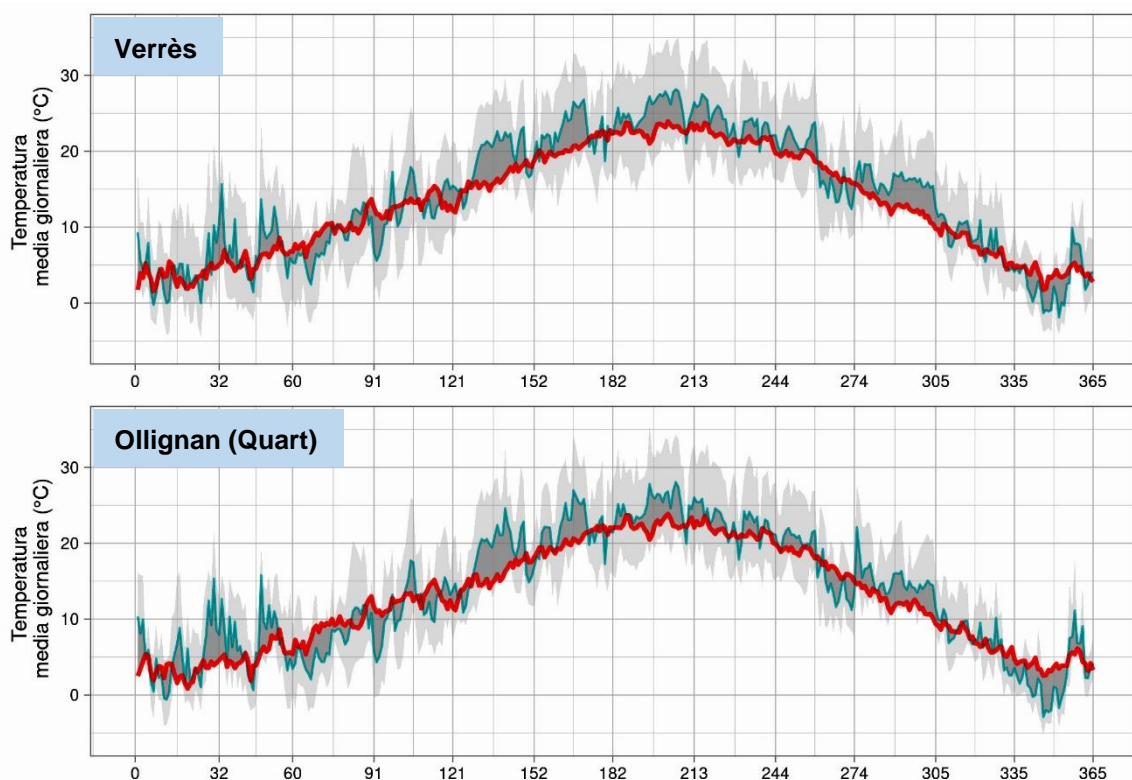 Verrès
Temperatura
media giornaliera (°C)
30
20
10
0
0 32 60 91 121 152 182 213 244 274 305 335 365
Ollignan (Quart)
Temperatura
media giornaliera (°C)
30
20
10
0
0 32 60 91 121 152 182 213 244 274 305 335 365